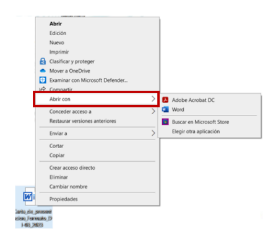 Abrir
Edición
Nuevo
Imprimir
Clasificar y proteger
Mover a OneDrive
Examinar con Microsoft Defender...
Compartir
Abrir con
Adobe Acrobat DC
Word
Buscar en Microsoft Store
Elegir otra aplicación
Conceder acceso a
Restaurar versiones anteriores
Enviar a
Cortar
Copiar
Crear acceso directo
Eliminar
Cambiar nombre
Propiedades